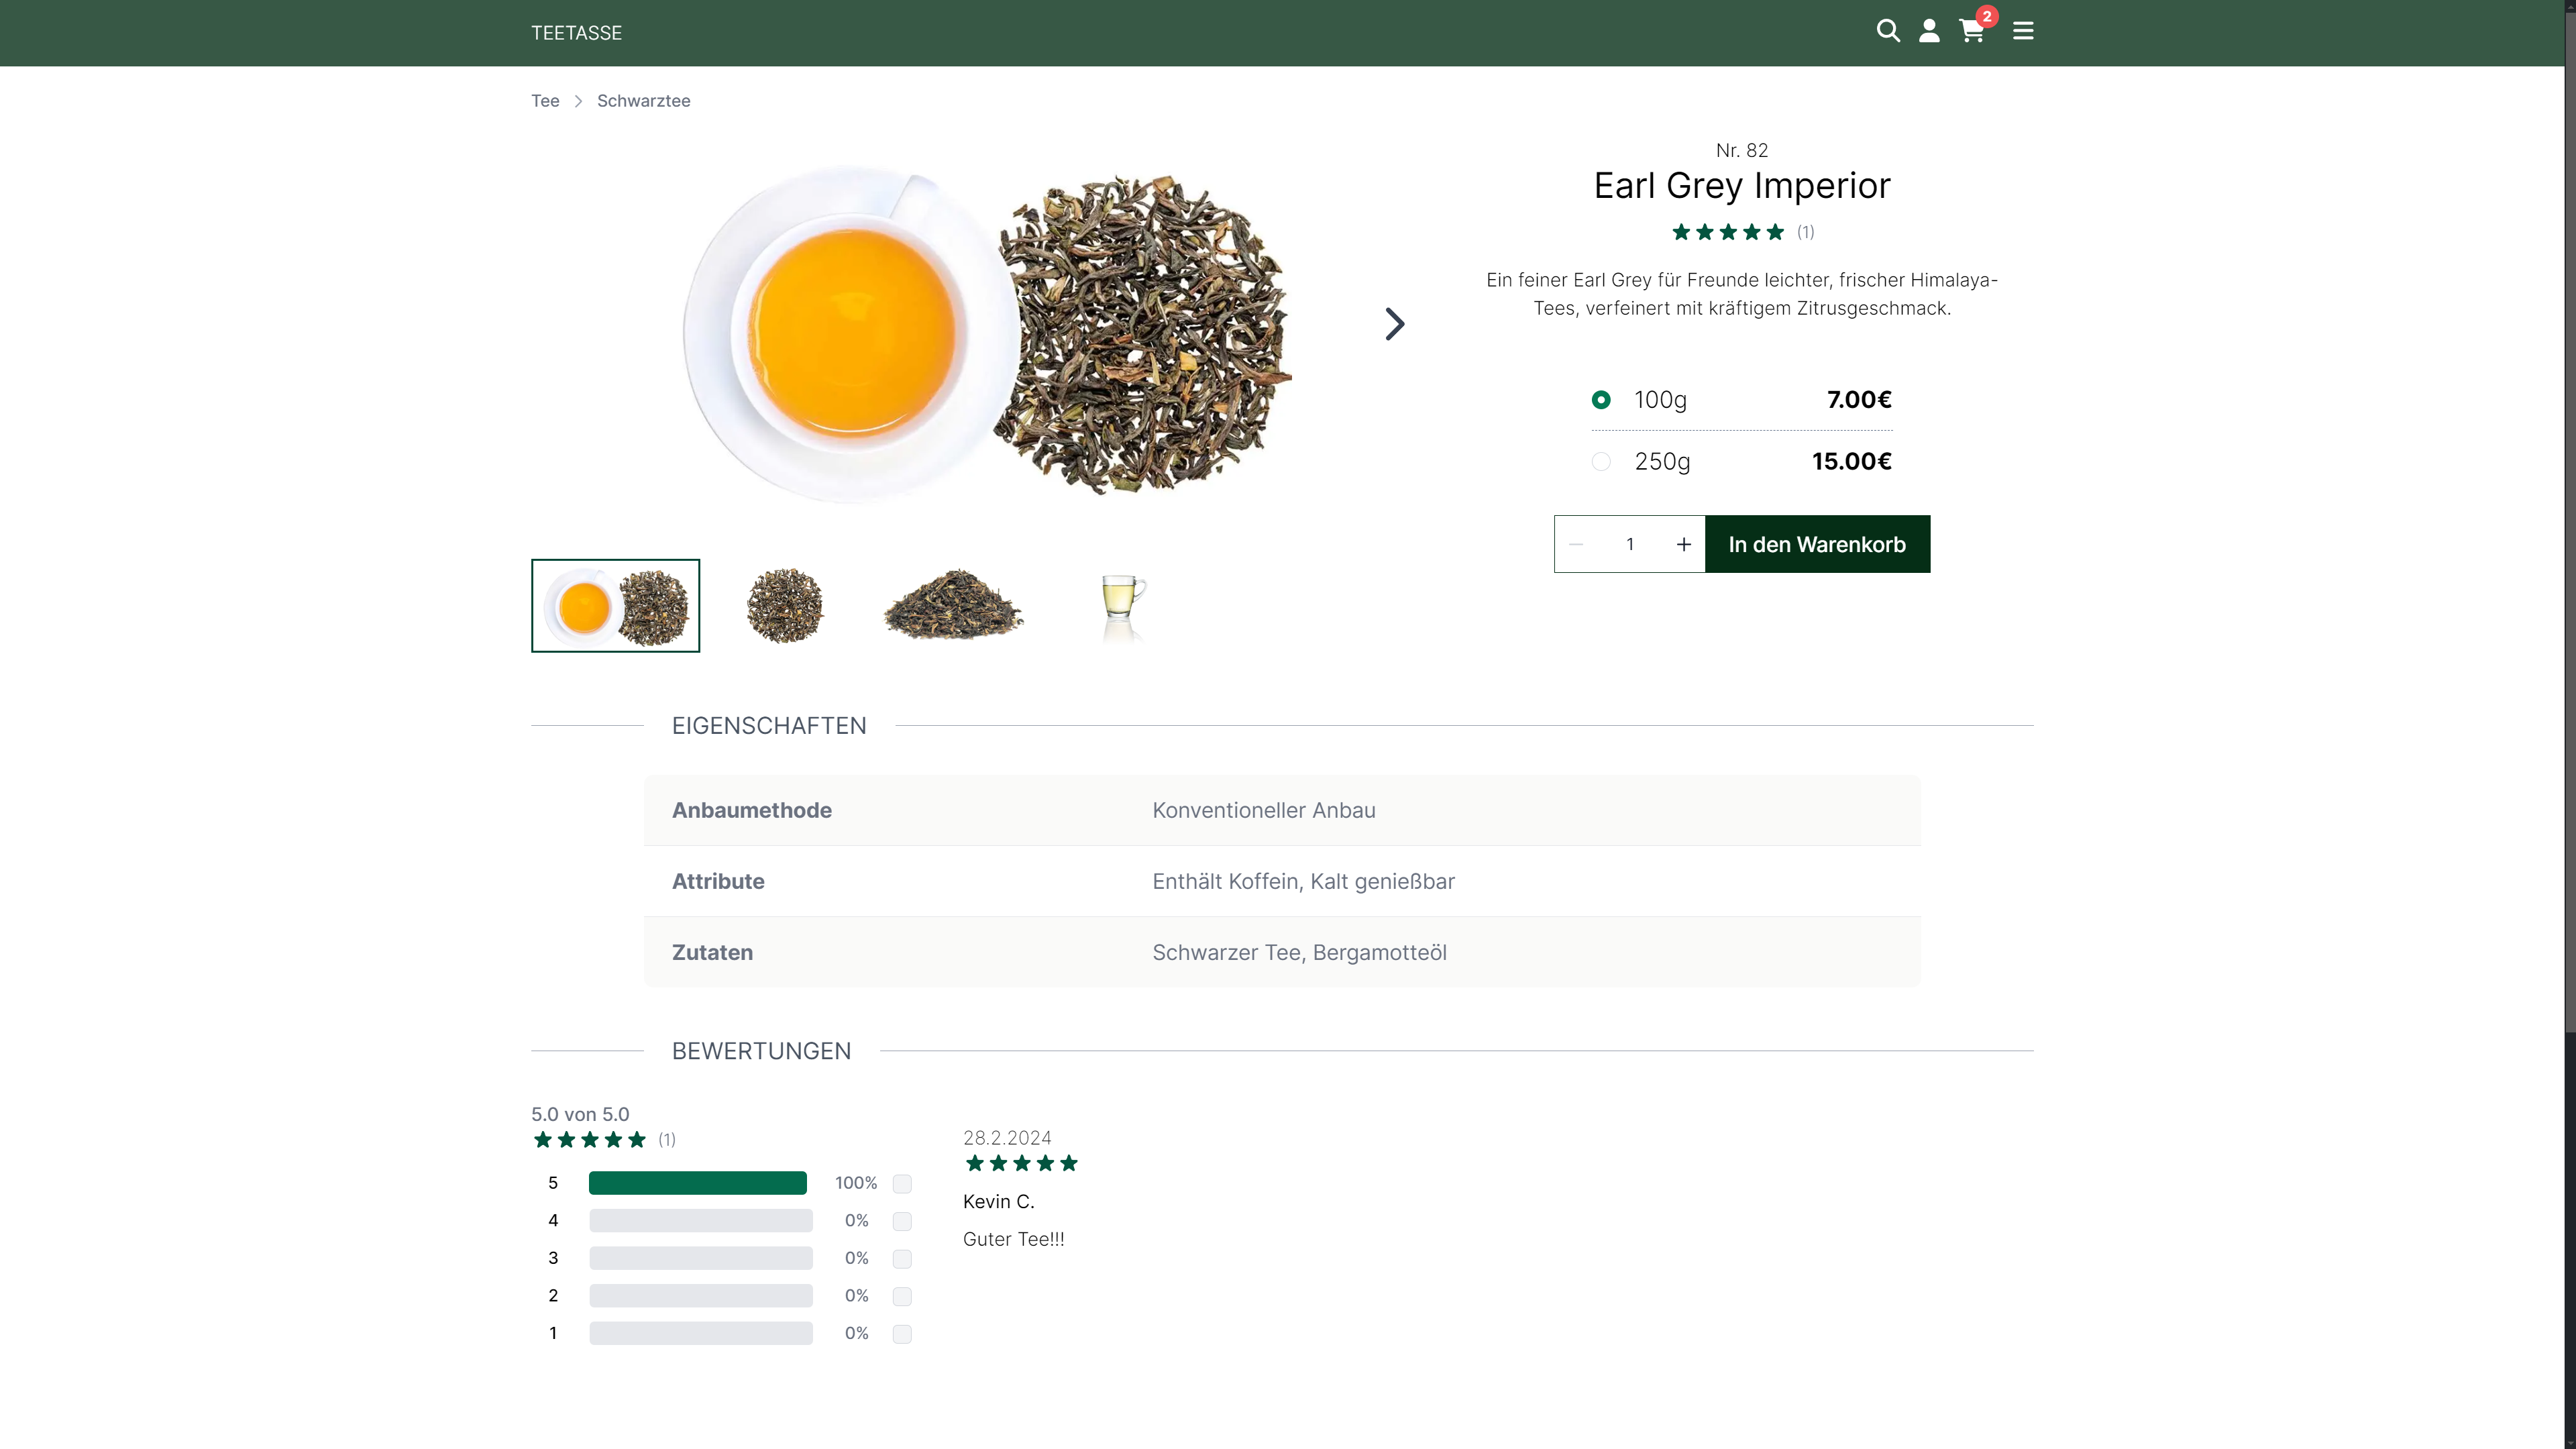 TEETASSE
2
Tee
Schwarztee
Nr. 82
Earl Grey Imperior
(1)
Ein feiner Earl Grey für Freunde leichter, frischer Himalaya-
Tees, verfeinert mit kräftigem Zitrusgeschmack.
100g 7.00€
250g 15.00€
1
In den Warenkorb
EIGENSCHAFTEN
Anbaumethode Konventioneller Anbau
Attribute Enthält Koffein, Kalt genießbar
Zutaten Schwarzer Tee, Bergamotteöl
BEWERTUNGEN
5.0 von 5.0
(1)
5 100%
4 0%
3 0%
2 0%
1 0%
28.2.2024
Kevin C.
Guter Tee!!!